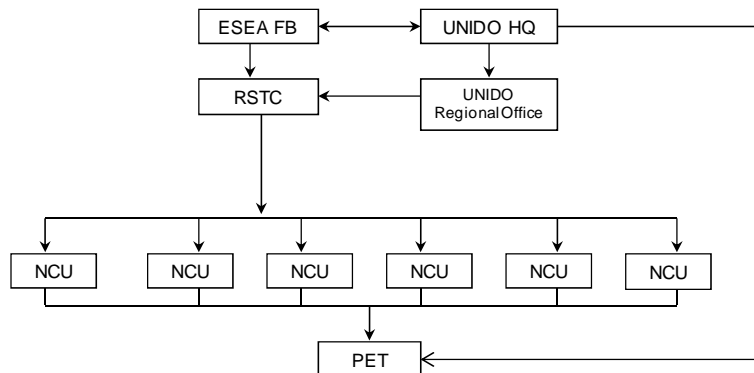 ESEA FB
UNIDO HQ
RSTC
UNIDO
Regional Office
NCU
NCU
NCU
NCU
NCU
NCU
PET